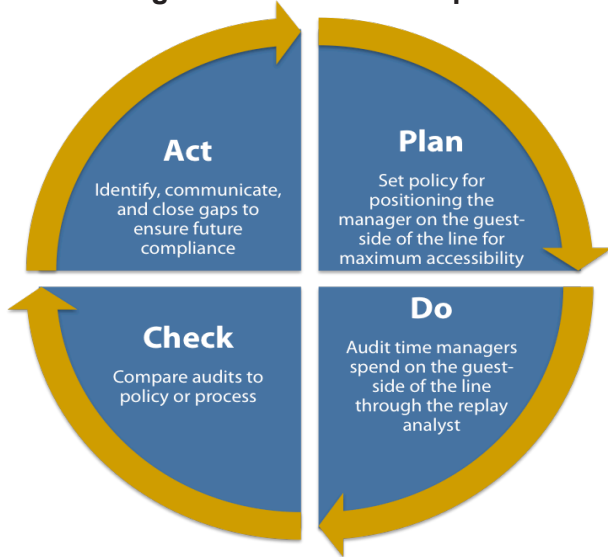 Act
Identify, communicate,
and close gaps to
ensure future
compliance
Plan
Set policy for
positioning the
manager on the guest-
side of the line for
maximum accessibility
Check
Compare audits to
policy or process
Do
Audit time managers
spend on the guest-
side of the line
through the replay
analyst